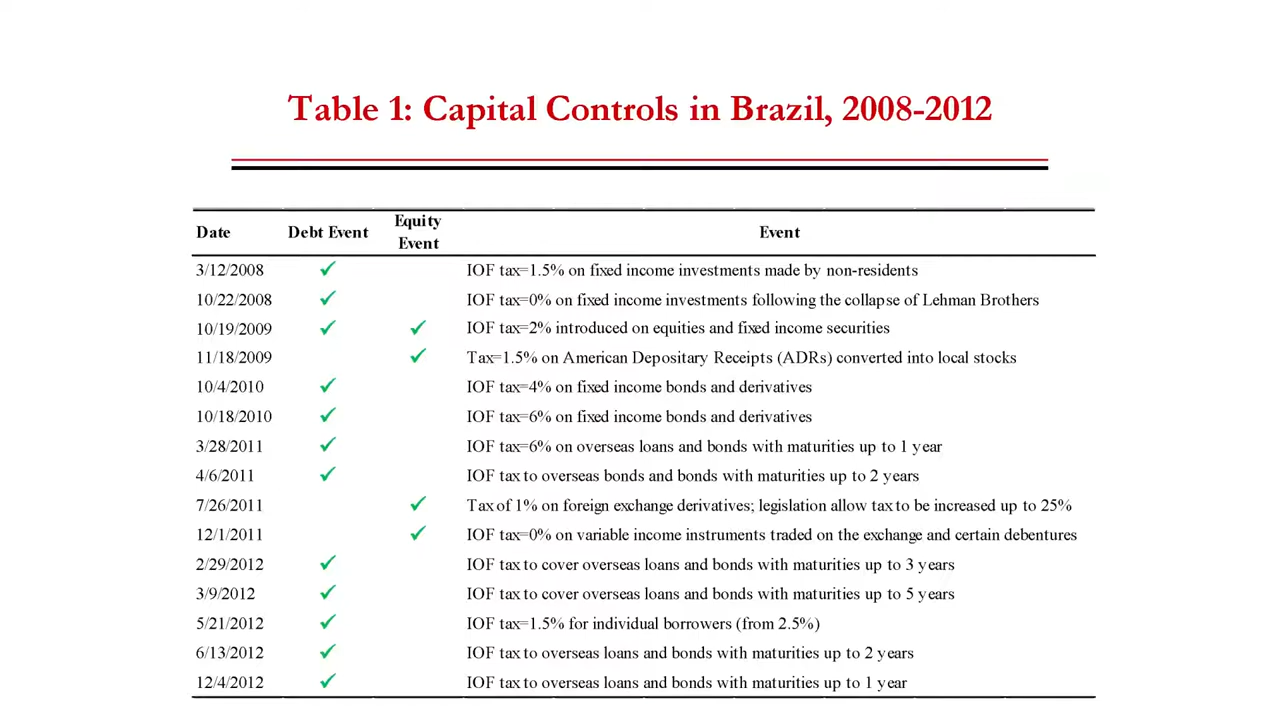 Table 1: Capital Controls in Brazil, 2008-2012
Date Debt Event Equity Event Event
3/12/2008 ✓ IOF tax=1.5% on fixed income investments made by non-residents
10/22/2008 ✓ IOF tax=0% on fixed income investments following the collapse of Lehman Brothers
10/19/2009 ✓ ✓ IOF tax=2% introduced on equities and fixed income securities
11/18/2009 ✓ Tax=1.5% on American Depositary Receipts (ADRs) converted into local stocks
10/4/2010 ✓ IOF tax=4% on fixed income bonds and derivatives
10/18/2010 ✓ IOF tax=6% on fixed income bonds and derivatives
3/28/2011 ✓ IOF tax=6% on overseas loans and bonds with maturities up to 1 year
4/6/2011 ✓ IOF tax to overseas bonds and bonds with maturities up to 2 years
7/26/2011 ✓ Tax of 1% on foreign exchange derivatives; legislation allow tax to be increased up to 25%
12/1/2011 ✓ IOF tax=0% on variable income instruments traded on the exchange and certain debentures
2/29/2012 ✓ IOF tax to cover overseas loans and bonds with maturities up to 3 years
3/9/2012 ✓ IOF tax to cover overseas loans and bonds with maturities up to 5 years
5/21/2012 ✓ IOF tax=1.5% for individual borrowers (from 2.5%)
6/13/2012 ✓ IOF tax to overseas loans and bonds with maturities up to 2 years
12/4/2012 ✓ IOF tax to overseas loans and bonds with maturities up to 1 year